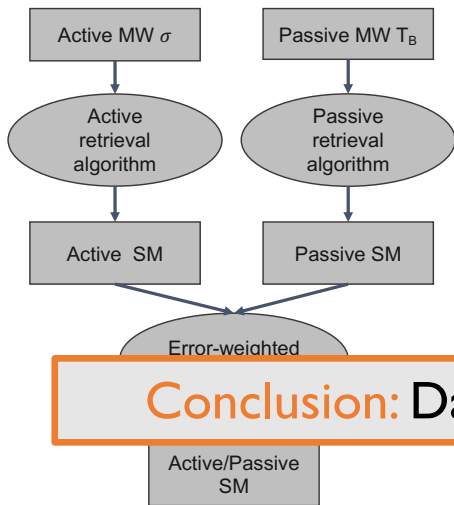 Active MW σ
Passive MW T_B
Active
retrieval
algorithm
Passive
retrieval
algorithm
Active SM
Passive SM
Error-weighted
Conclusion:
Active/Passive
SM